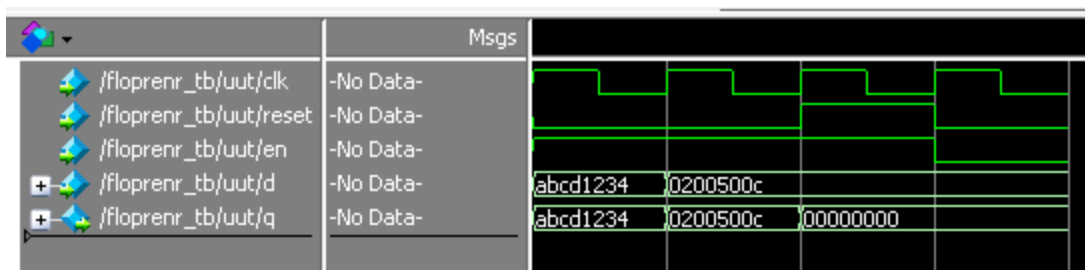 Msgs
/floprenr_tb/uut/clk -No Data-
/floprenr_tb/uut/reset -No Data-
/floprenr_tb/uut/en -No Data-
/floprenr_tb/uut/d -No Data- abcd1234 0200500c
/floprenr_tb/uut/q -No Data- abcd1234 0200500c 00000000